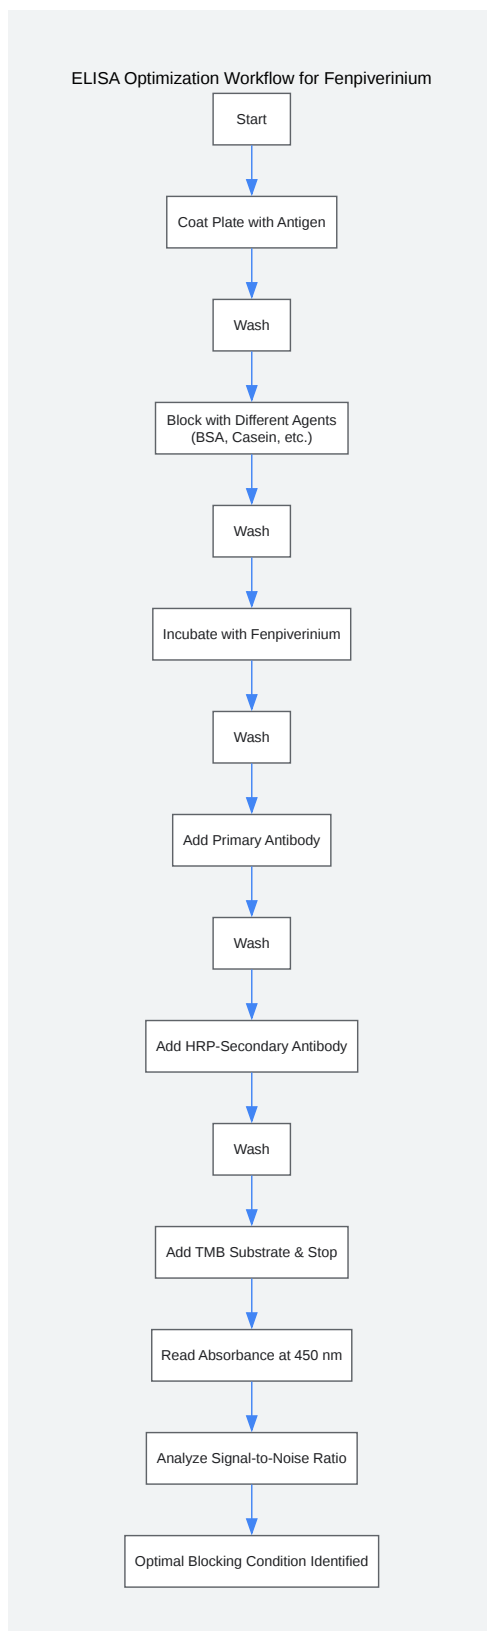 ELISA Optimization Workflow for Fenpiverinium
Start
Coat Plate with Antigen
Wash
Block with Different Agents
(BSA, Casein, etc.)
Wash
Incubate with Fenpiverinium
Wash
Add Primary Antibody
Wash
Add HRP-Secondary Antibody
Wash
Add TMB Substrate & Stop
Read Absorbance at 450 nm
Analyze Signal-to-Noise Ratio
Optimal Blocking Condition Identified